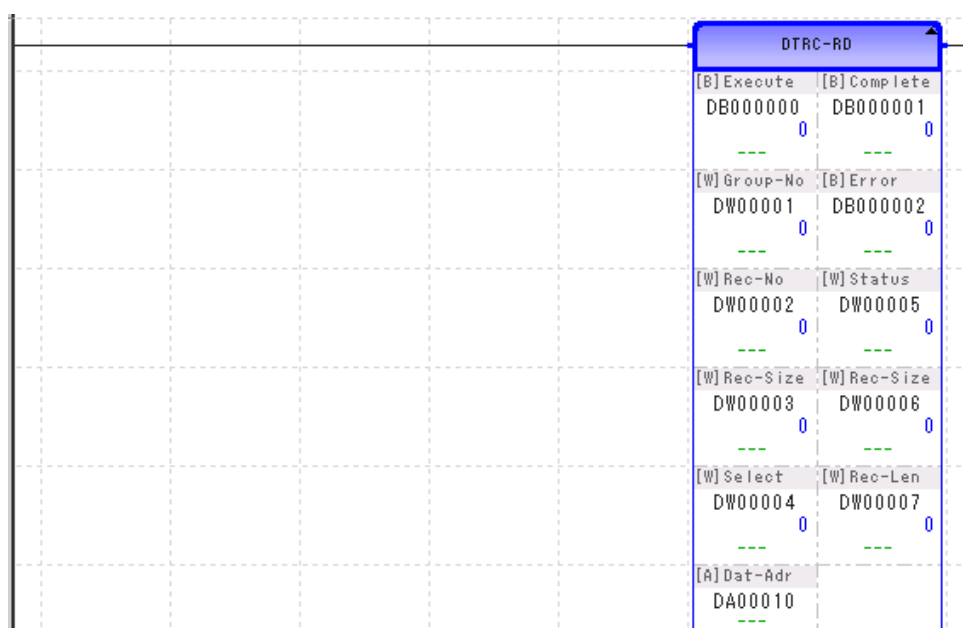 DTRC-RD
[B]Execute [B]Complete
DB000000 DB000001
0 0
--- ---
[W]Group-No [B]Error
DW00001 DB000002
0 0
--- ---
[W]Rec-No [W]Status
DW00002 DW00005
0 0
--- ---
[W]Rec-Size [W]Rec-Size
DW00003 DW00006
0 0
--- ---
[W]Select [W]Rec-Len
DW00004 DW00007
0 0
--- ---
[A]Dat-Adr
DA00010
---